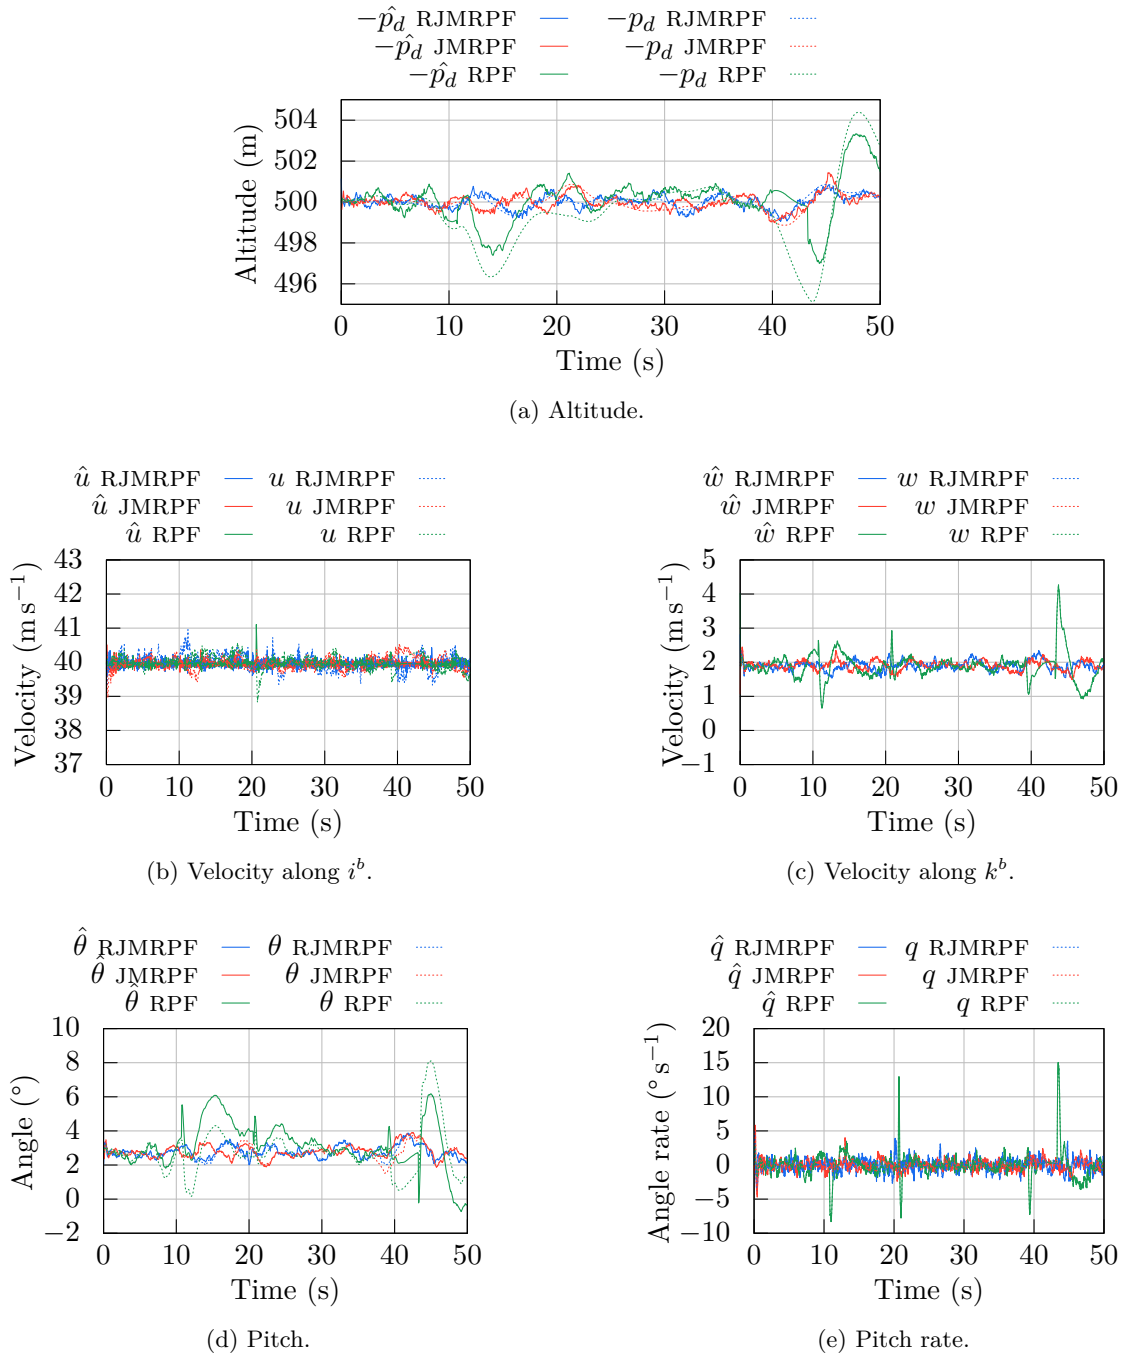 −p̂_d RJMRPF −p_d RJMRPF
−p̂_d JMRPF −p_d JMRPF
−p̂_d RPF −p_d RPF
504
502
500
498
496
Altitude (m)
0 10 20 30 40 50
Time (s)
(a) Altitude.
û RJMRPF u RJMRPF
û JMRPF u JMRPF
û RPF u RPF
43
42
41
40
39
38
37
Velocity (m s⁻¹)
0 10 20 30 40 50
Time (s)
(b) Velocity along i^b.
ŵ RJMRPF w RJMRPF
ŵ JMRPF w JMRPF
ŵ RPF w RPF
5
4
3
2
1
0
−1
Velocity (m s⁻¹)
0 10 20 30 40 50
Time (s)
(c) Velocity along k^b.
θ̂ RJMRPF θ RJMRPF
θ̂ JMRPF θ JMRPF
θ̂ RPF θ RPF
10
8
6
4
2
0
−2
Angle (°)
0 10 20 30 40 50
Time (s)
(d) Pitch.
q̂ RJMRPF q RJMRPF
q̂ JMRPF q JMRPF
q̂ RPF q RPF
20
15
10
5
0
−5
−10
Angle rate (° s⁻¹)
0 10 20 30 40 50
Time (s)
(e) Pitch rate.